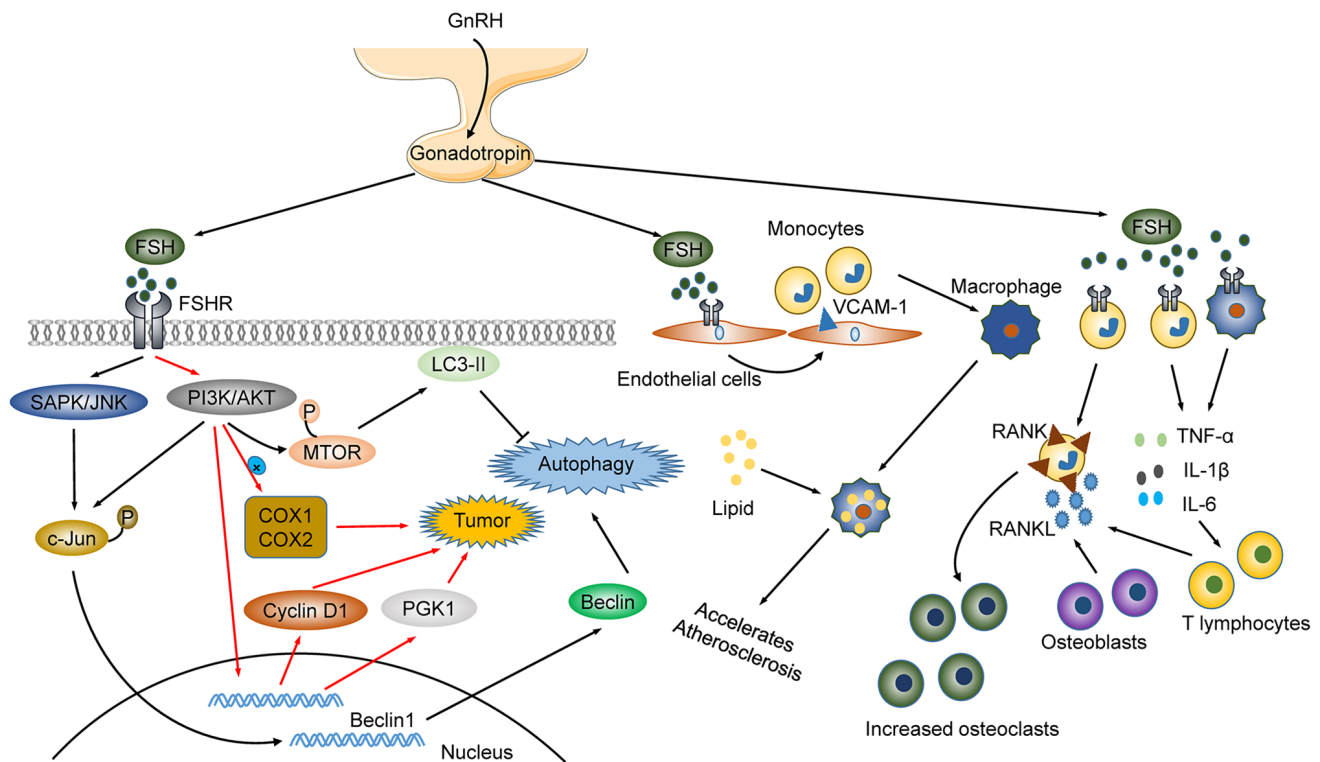 GnRH
Gonadotropin
FSH
FSHR
SAPK/JNK
PI3K/AKT
P
MTOR
LC3-II
Autophagy
×
COX1
COX2
Tumor
c-Jun
P
Cyclin D1
PGK1
Beclin
Beclin1
Nucleus
FSH
Monocytes
VCAM-1
Endothelial cells
Macrophage
Lipid
Accelerates
Atherosclerosis
FSH
RANK
RANKL
TNF-α
IL-1β
IL-6
T lymphocytes
Osteoblasts
Increased osteoclasts